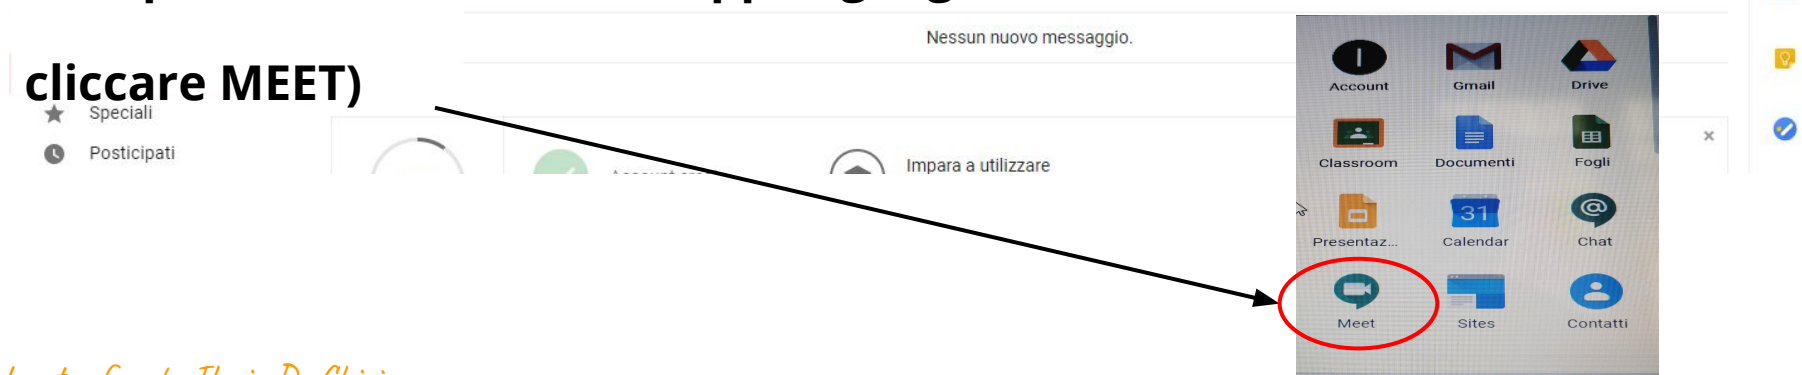 Nessun nuovo messaggio.
cliccare MEET)
Speciali
Posticipati
Impara a utilizzare
Account Gmail Drive
Classroom Documenti Fogli
31
Presentaz... Calendar Chat
Meet Sites Contatti